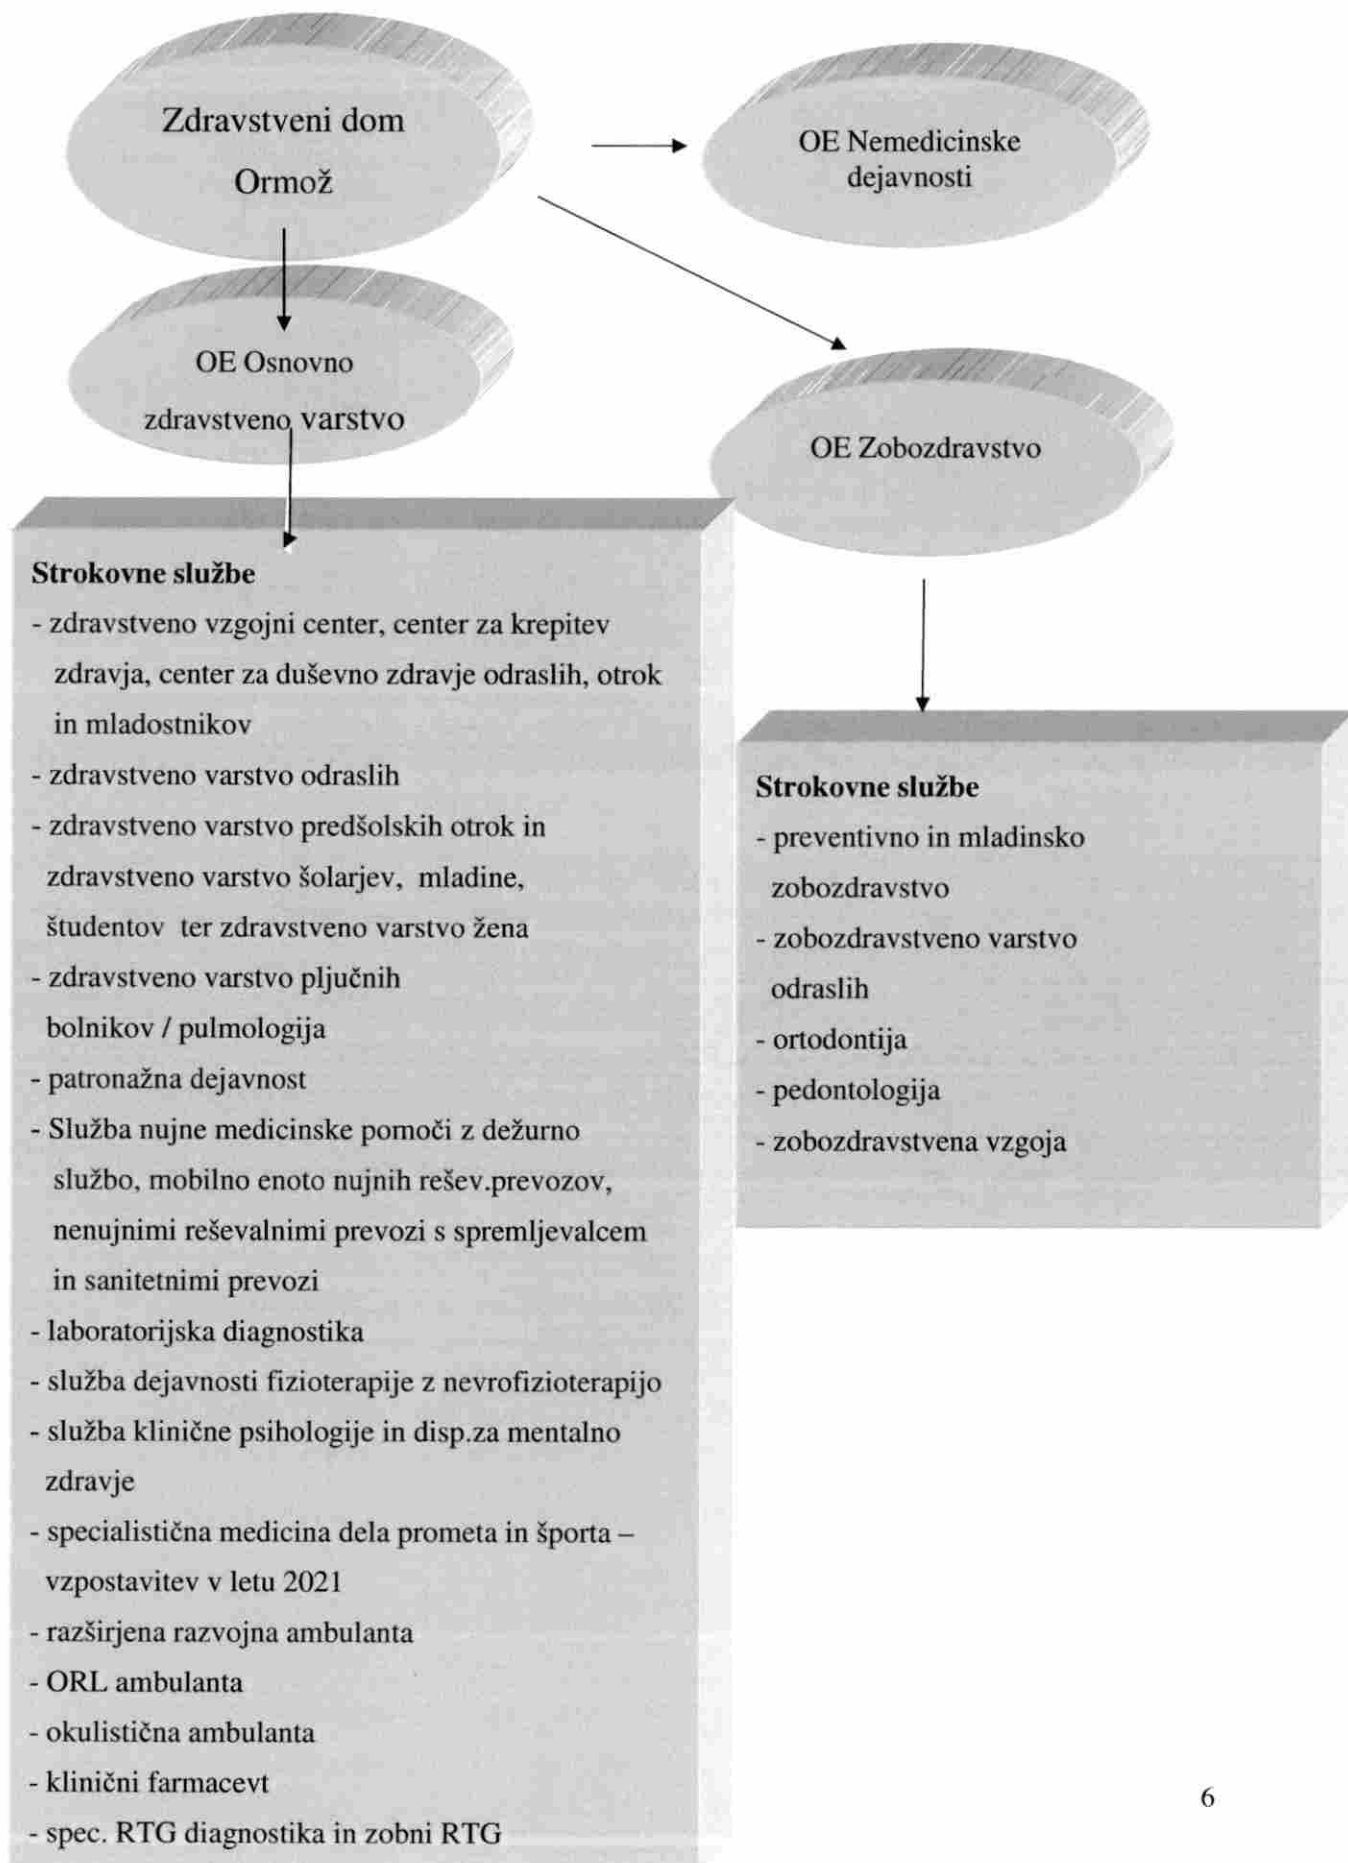 Zdravstveni dom
Ormož
OE Nemedicinske
dejavnosti
OE Osnovno
zdravstveno varstvo
OE Zobozdravstvo
Strokovne službe
- zdravstveno vzgojni center, center za krepitev
zdravja, center za duševno zdravje odraslih, otrok
in mladostnikov
- zdravstveno varstvo odraslih
- zdravstveno varstvo predšolskih otrok in
zdravstveno varstvo šolarjev, mladine,
študentov ter zdravstveno varstvo žena
- zdravstveno varstvo pljučnih
bolnikov / pulmologija
- patronažna dejavnost
- Služba nujne medicinske pomoči z dežurno
službo, mobilno enoto nujnih rešev.prevozov,
nenujnimi reševalnimi prevozi s spremljevalcem
in sanitetnimi prevozi
- laboratorijska diagnostika
- služba dejavnosti fizioterapije z nevrofizioterapijo
- služba klinične psihologije in disp.za mentalno
zdravje
- specialistična medicina dela prometa in športa –
vzpostavitev v letu 2021
- razširjena razvojna ambulanta
- ORL ambulanta
- okulistična ambulanta
- klinični farmacevt
- spec. RTG diagnostika in zobni RTG
Strokovne službe
- preventivno in mladinsko
zobozdravstvo
- zobozdravstveno varstvo
odraslih
- ortodontija
- pedontologija
- zobozdravstvena vzgoja
6